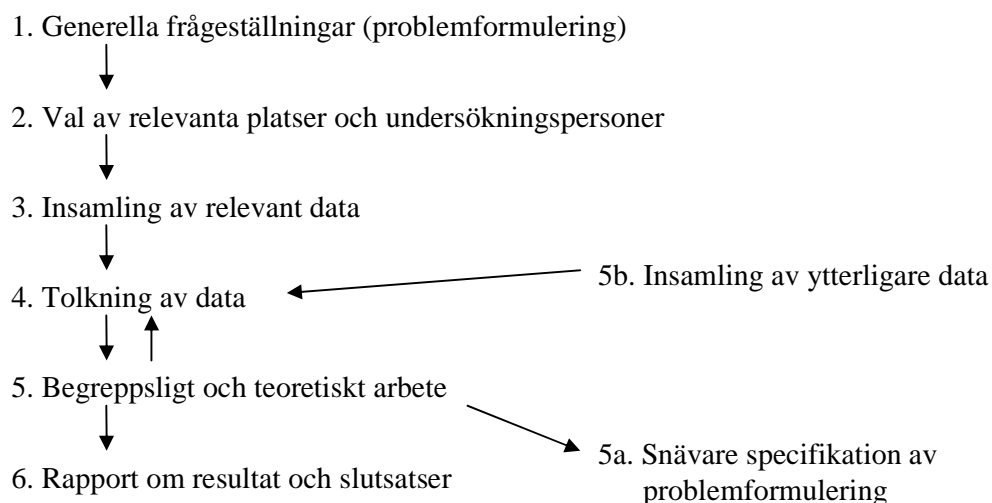 1. Generella frågeställningar (problemformulering)
2. Val av relevanta platser och undersökningspersoner
3. Insamling av relevant data
4. Tolkning av data
5b. Insamling av ytterligare data
5. Begreppsligt och teoretiskt arbete
6. Rapport om resultat och slutsatser
5a. Snävare specifikation av
problemformulering